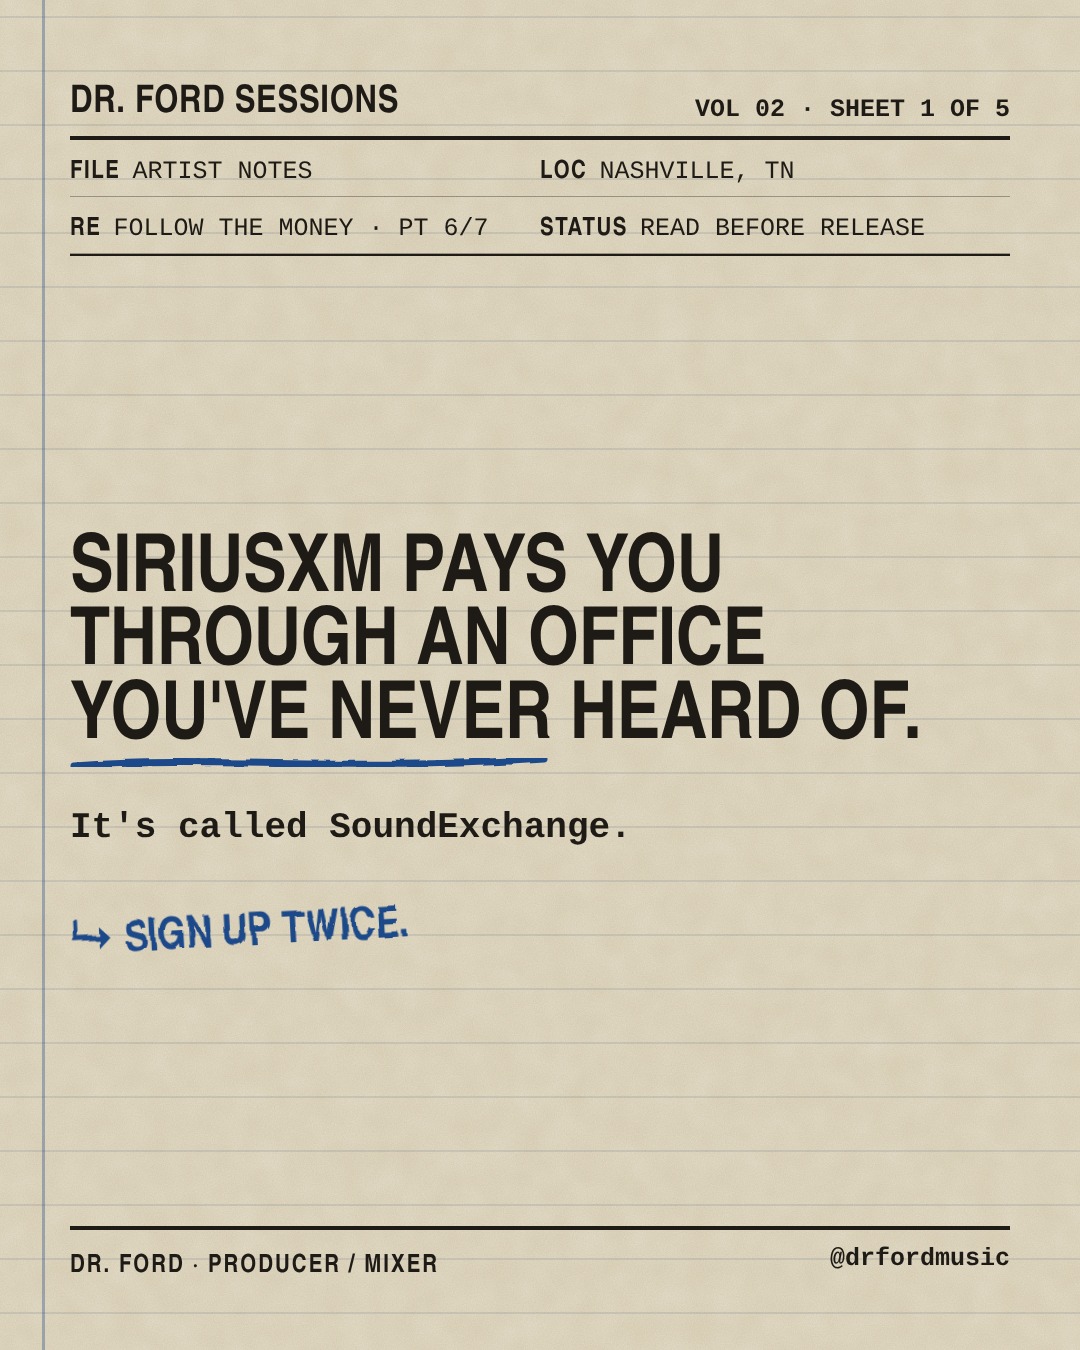 DR. FORD SESSIONS
VOL 02 · SHEET 1 OF 5
FILE ARTIST NOTES
LOC NASHVILLE, TN
RE FOLLOW THE MONEY · PT 6/7
STATUS READ BEFORE RELEASE
SIRIUSXM PAYS YOU
THROUGH AN OFFICE
YOU'VE NEVER HEARD OF.
It's called SoundExchange.
↳ SIGN UP TWICE.
DR. FORD · PRODUCER / MIXER
@drfordmusic